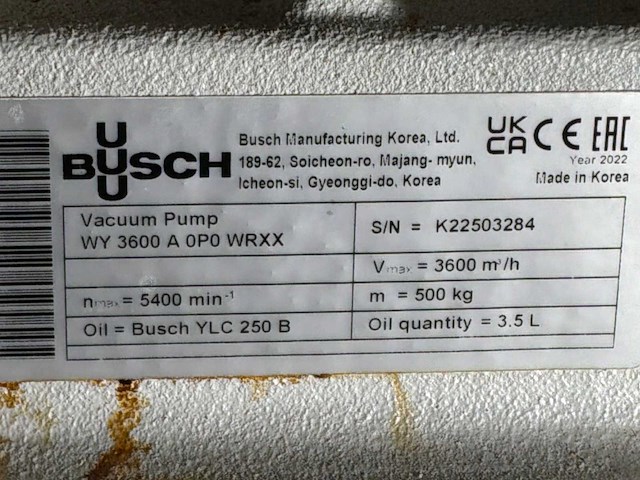 BUSCH
Busch Manufacturing Korea, Ltd.
189-62, Soicheon-ro, Majang- myun,
Icheon-si, Gyeonggi-do, Korea
UK
CA CE EAC
Year 2022
Made in Korea
Vacuum Pump
WY 3600 A 0P0 WRXX
S/N = K22503284
Vmax = 3600 m³/h
nmax = 5400 min⁻¹
m = 500 kg
Oil = Busch YLC 250 B
Oil quantity = 3.5 L